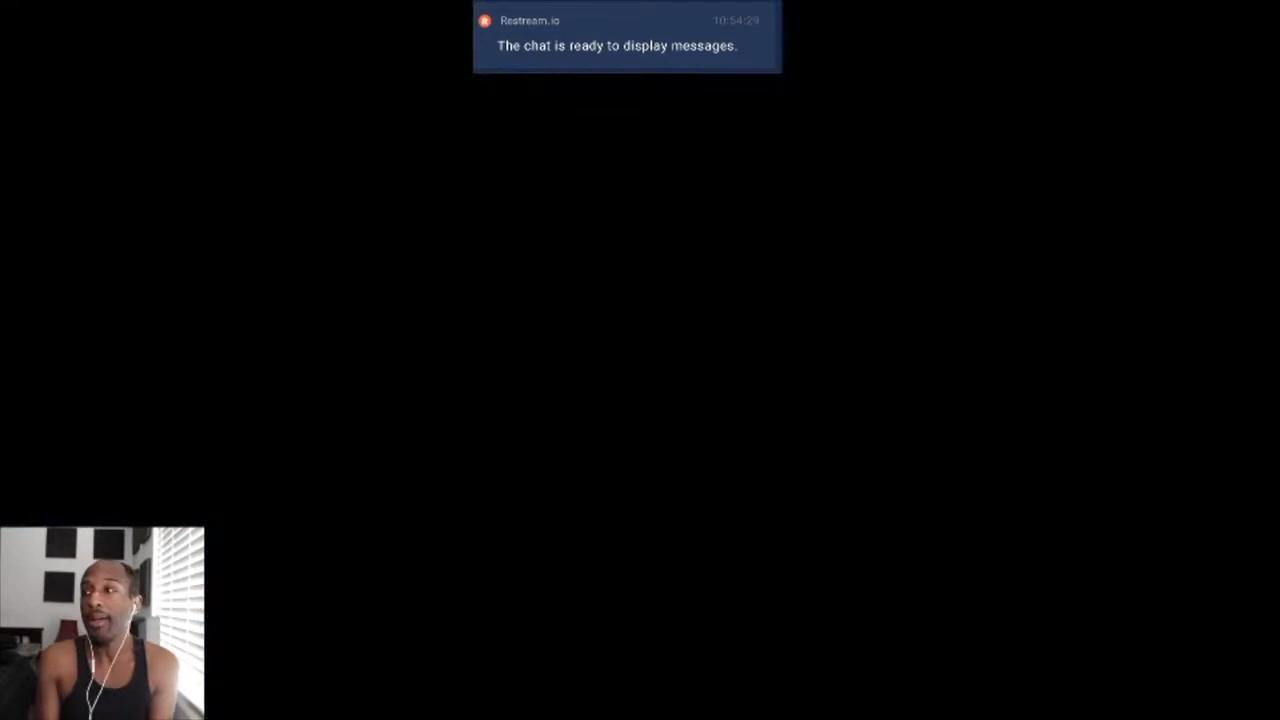 Restream.io 10:54:29
The chat is ready to display messages.